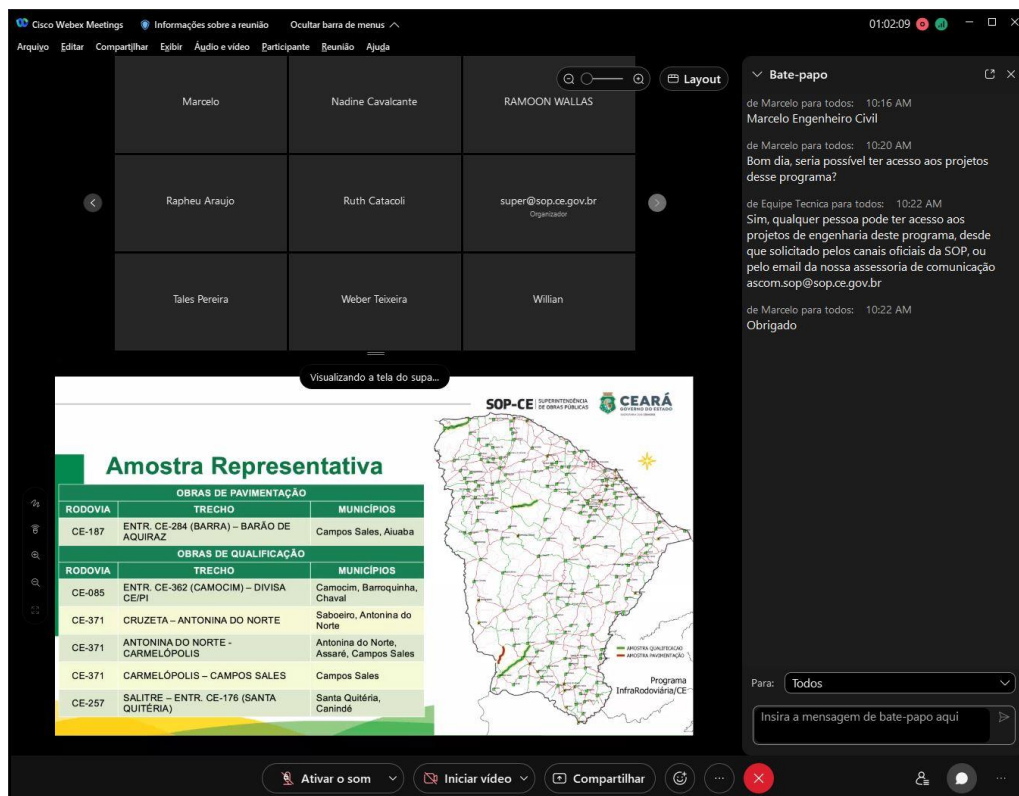 Cisco Webex Meetings
Informações sobre a reunião
Ocultar barra de menus
01:02:09
Arquivo Editar Compartilhar Exibir Áudio e vídeo Participante Reunião Ajuda
Layout
Marcelo
Nadine Cavalcante
RAMOON WALLAS
Rapheu Araujo
Ruth Catacoli
super@sop.ce.gov.br
Organizador
Tales Pereira
Weber Teixeira
Willian
Visualizando a tela do supa...
SOP-CE
SUPERINTENDÊNCIA
DE OBRAS PÚBLICAS
CEARÁ
GOVERNO DO ESTADO
Amostra Representativa
OBRAS DE PAVIMENTAÇÃO
RODOVIA TRECHO MUNICÍPIOS
CE-187 ENTR. CE-284 (BARRA) – BARÃO DE AQUIRAZ Campos Sales, Aiuaba
OBRAS DE QUALIFICAÇÃO
RODOVIA TRECHO MUNICÍPIOS
CE-085 ENTR. CE-362 (CAMOCIM) – DIVISA CE/PI Camocim, Barroquinha, Chaval
CE-371 CRUZETA – ANTONINA DO NORTE Saboeiro, Antonina do Norte
CE-371 ANTONINA DO NORTE - CARMELÓPOLIS Antonina do Norte, Assaré, Campos Sales
CE-371 CARMELÓPOLIS – CAMPOS SALES Campos Sales
CE-257 SALITRE – ENTR. CE-176 (SANTA QUITÉRIA) Santa Quitéria, Canindé
AMOSTRA QUALIFICAÇÃO
AMOSTRA PAVIMENTAÇÃO
Programa
InfraRodoviária/CE
Bate-papo
de Marcelo para todos: 10:16 AM
Marcelo Engenheiro Civil
de Marcelo para todos: 10:20 AM
Bom dia, seria possível ter acesso aos projetos
desse programa?
de Equipe Tecnica para todos: 10:22 AM
Sim, qualquer pessoa pode ter acesso aos
projetos de engenharia deste programa, desde
que solicitado pelos canais oficiais da SOP, ou
pelo email da nossa assessoria de comunicação
ascom.sop@sop.ce.gov.br
de Marcelo para todos: 10:22 AM
Obrigado
Para: Todos
Insira a mensagem de bate-papo aqui
Ativar o som
Iniciar vídeo
Compartilhar